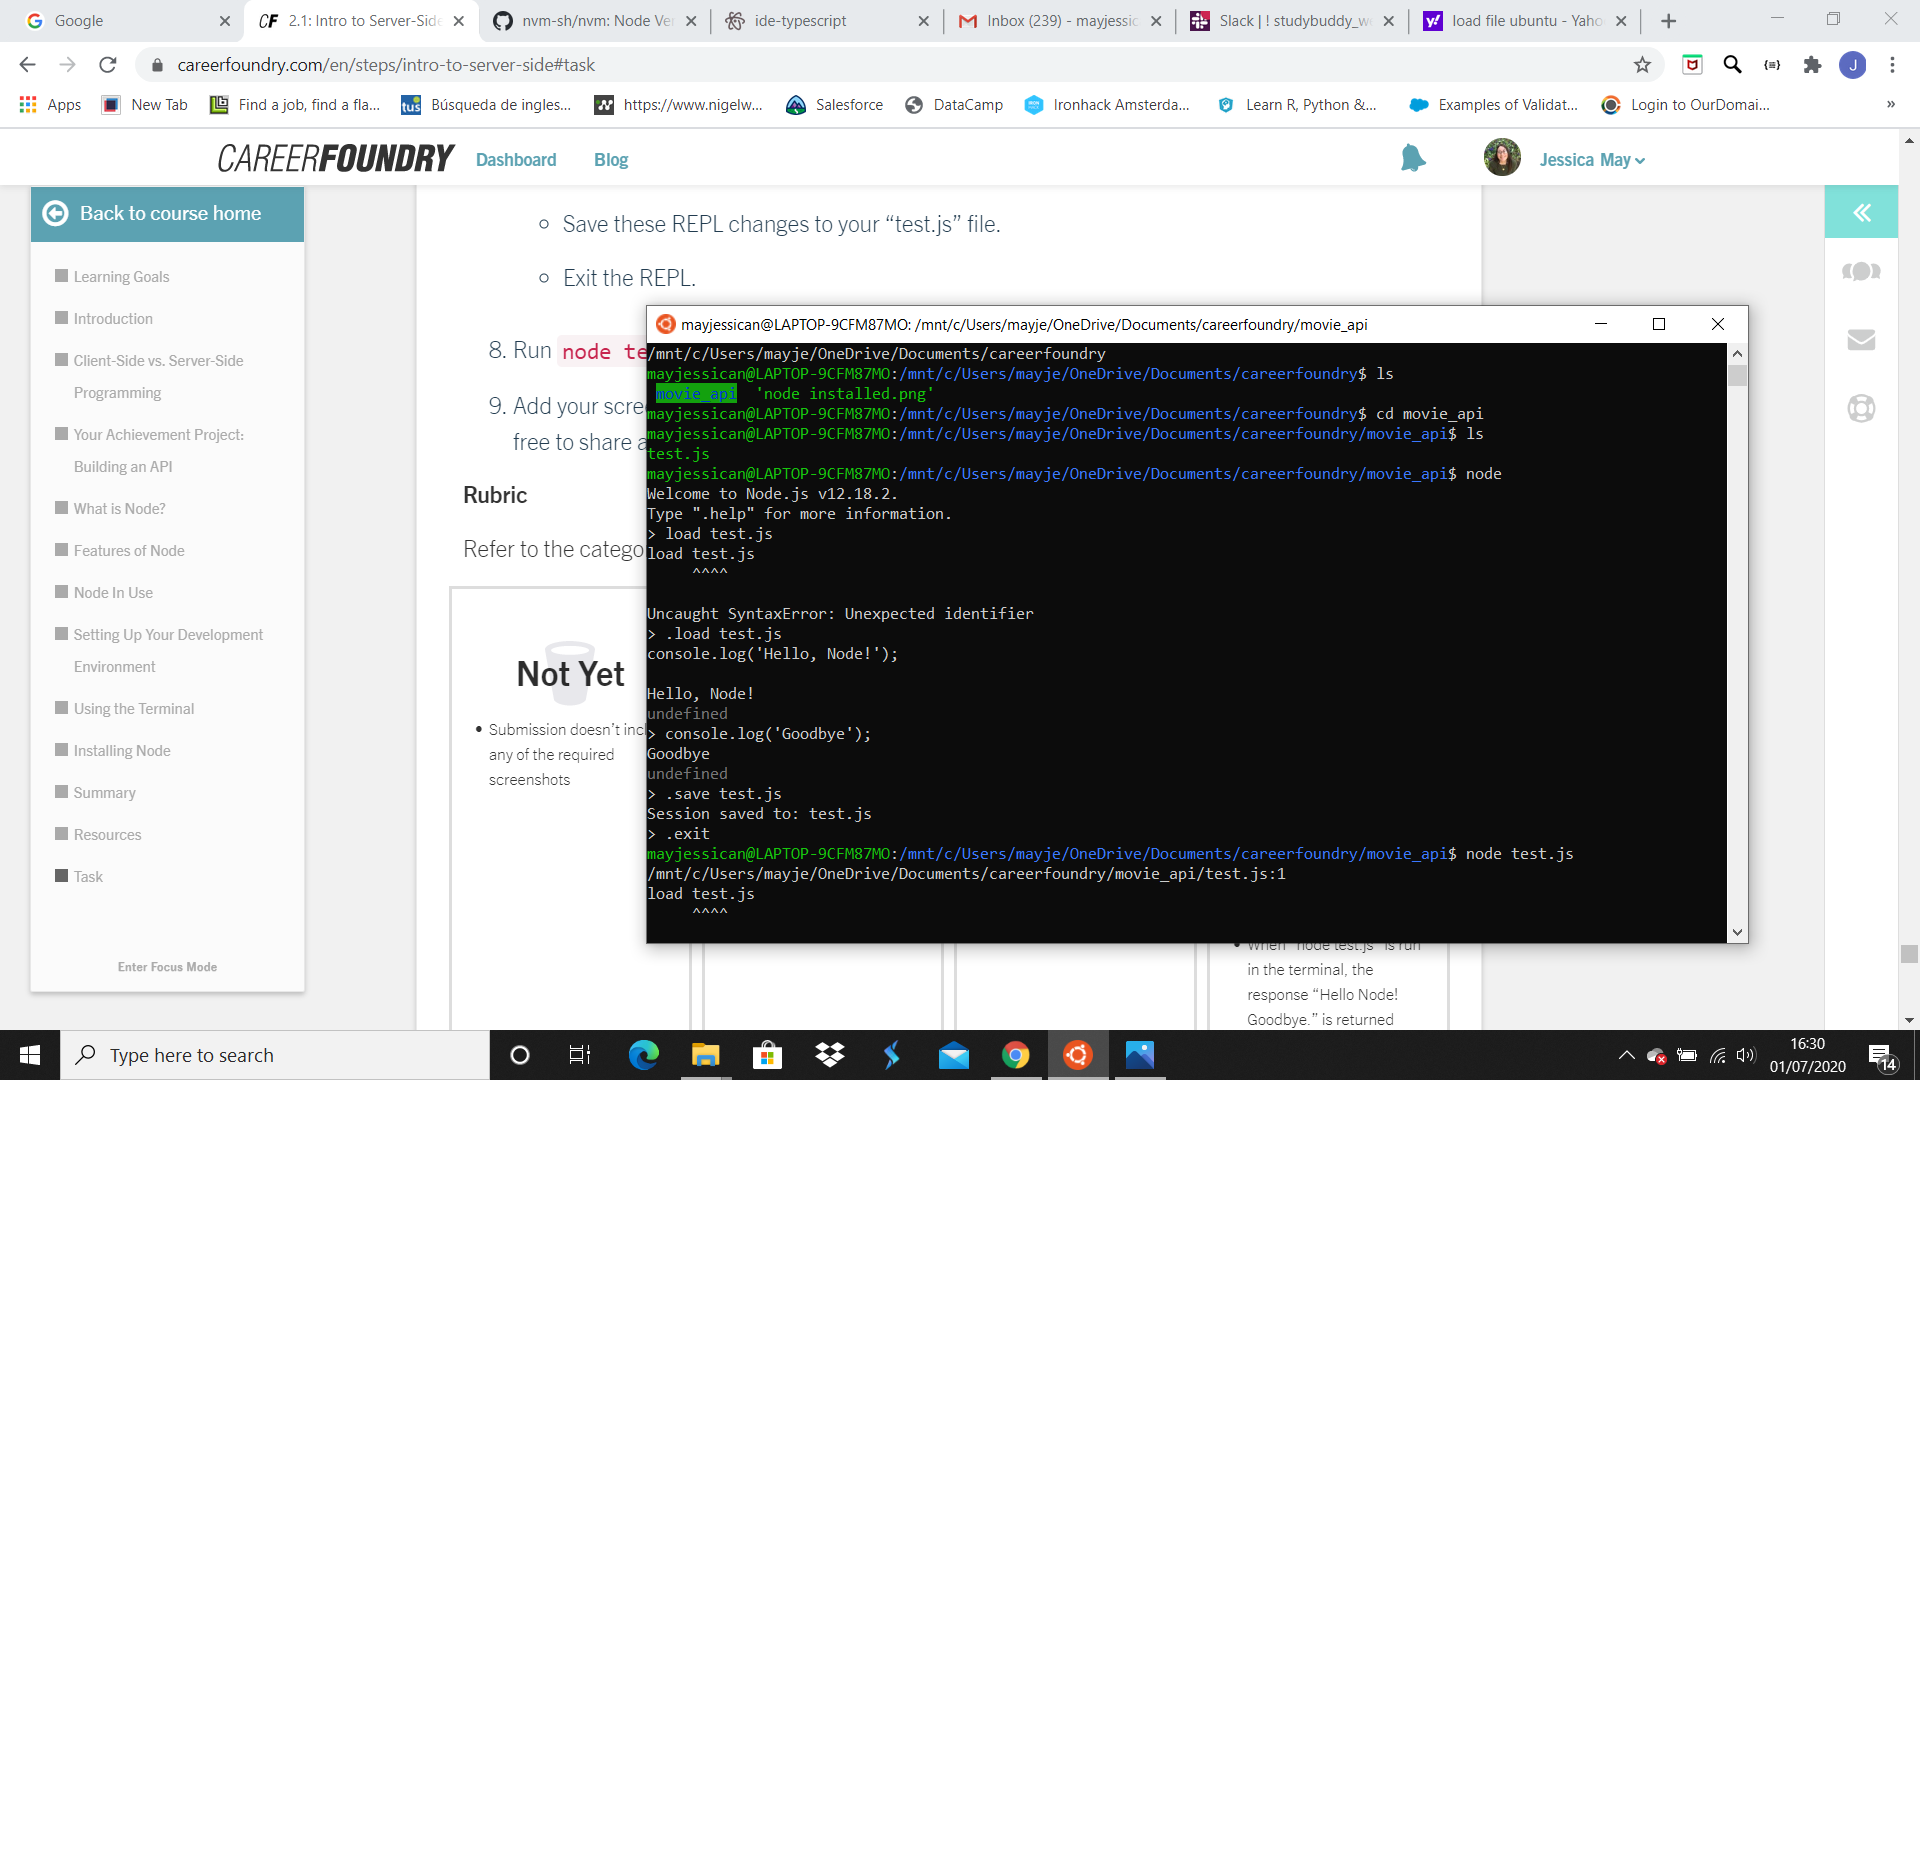 Google
CF 2.1: Intro to Server-Side
nvm-sh/nvm: Node Ver
ide-typescript
Inbox (239) - mayjessic
Slack | ! studybuddy_w
load file ubuntu - Yaho
careerfoundry.com/en/steps/intro-to-server-side#task
J
Apps
New Tab
Find a job, find a fla...
tus Búsqueda de ingles...
https://www.nigelw...
Salesforce
DataCamp
Ironhack Amsterda...
Learn R, Python &...
Examples of Validat...
Login to OurDomai...
»
CAREERFOUNDRY
Dashboard
Blog
Jessica May
Back to course home
Learning Goals
Introduction
Client-Side vs. Server-Side
Programming
Your Achievement Project:
Building an API
What is Node?
Features of Node
Node In Use
Setting Up Your Development
Environment
Using the Terminal
Installing Node
Summary
Resources
Task
Enter Focus Mode
Save these REPL changes to your “test.js” file.
Exit the REPL.
8. Run node te
9. Add your scre
free to share a
Rubric
Refer to the catego
Not Yet
• Submission doesn’t incl
any of the required
screenshots
mayjessican@LAPTOP-9CFM87MO: /mnt/c/Users/mayje/OneDrive/Documents/careerfoundry/movie_api
/mnt/c/Users/mayje/OneDrive/Documents/careerfoundry
mayjessican@LAPTOP-9CFM87MO:/mnt/c/Users/mayje/OneDrive/Documents/careerfoundry$ ls
movie_api  'node installed.png'
mayjessican@LAPTOP-9CFM87MO:/mnt/c/Users/mayje/OneDrive/Documents/careerfoundry$ cd movie_api
mayjessican@LAPTOP-9CFM87MO:/mnt/c/Users/mayje/OneDrive/Documents/careerfoundry/movie_api$ ls
test.js
mayjessican@LAPTOP-9CFM87MO:/mnt/c/Users/mayje/OneDrive/Documents/careerfoundry/movie_api$ node
Welcome to Node.js v12.18.2.
Type ".help" for more information.
> load test.js
load test.js
^^^^
Uncaught SyntaxError: Unexpected identifier
> .load test.js
console.log('Hello, Node!');
Hello, Node!
undefined
> console.log('Goodbye');
Goodbye
undefined
> .save test.js
Session saved to: test.js
> .exit
mayjessican@LAPTOP-9CFM87MO:/mnt/c/Users/mayje/OneDrive/Documents/careerfoundry/movie_api$ node test.js
/mnt/c/Users/mayje/OneDrive/Documents/careerfoundry/movie_api/test.js:1
load test.js
^^^^
• When “node test.js” is run
in the terminal, the
response “Hello Node!
Goodbye.” is returned
Type here to search
16:30
01/07/2020
14